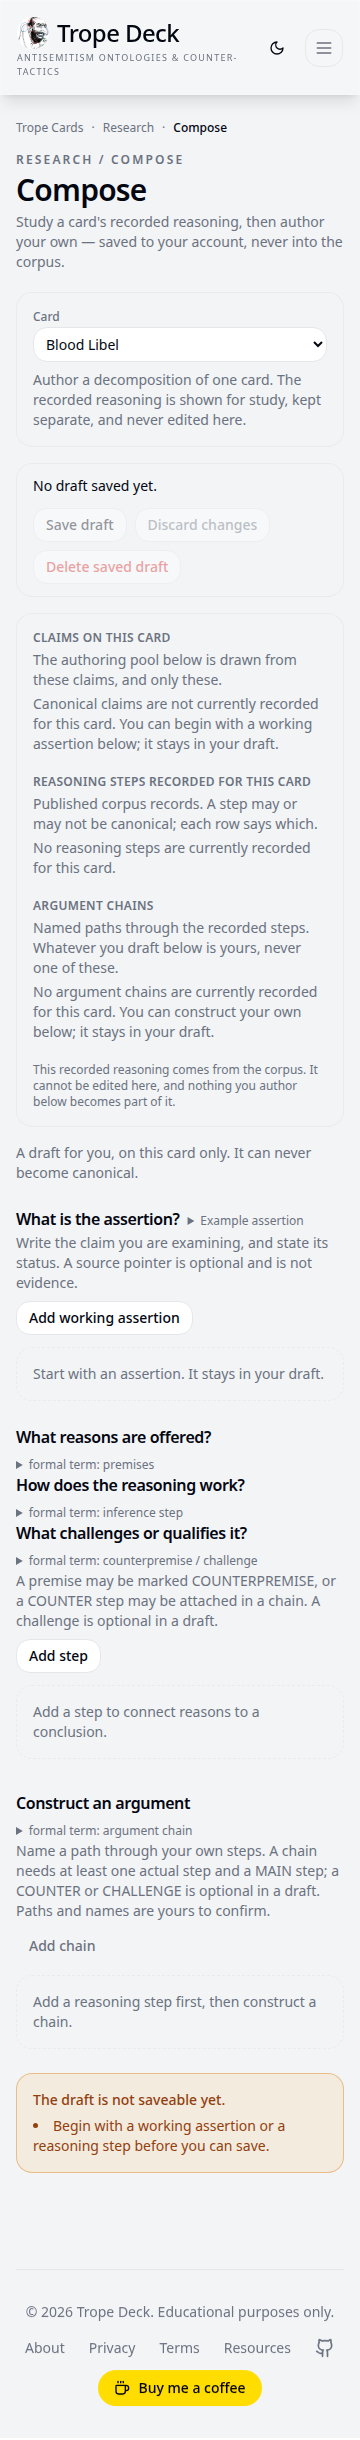 Trope Deck
ANTISEMITISM ONTOLOGIES & COUNTER-
TACTICS
Trope Cards · Research · Compose
RESEARCH / COMPOSE
Compose
Study a card's recorded reasoning, then author
your own — saved to your account, never into the
corpus.
Card
Blood Libel
Author a decomposition of one card. The
recorded reasoning is shown for study, kept
separate, and never edited here.
No draft saved yet.
Save draft Discard changes
Delete saved draft
CLAIMS ON THIS CARD
The authoring pool below is drawn from
these claims, and only these.
Canonical claims are not currently recorded
for this card. You can begin with a working
assertion below; it stays in your draft.
REASONING STEPS RECORDED FOR THIS CARD
Published corpus records. A step may or
may not be canonical; each row says which.
No reasoning steps are currently recorded
for this card.
ARGUMENT CHAINS
Named paths through the recorded steps.
Whatever you draft below is yours, never
one of these.
No argument chains are currently recorded
for this card. You can construct your own
below; it stays in your draft.
This recorded reasoning comes from the corpus. It
cannot be edited here, and nothing you author
below becomes part of it.
A draft for you, on this card only. It can never
become canonical.
What is the assertion? ▶ Example assertion
Write the claim you are examining, and state its
status. A source pointer is optional and is not
evidence.
Add working assertion
Start with an assertion. It stays in your draft.
What reasons are offered?
▶ formal term: premises
How does the reasoning work?
▶ formal term: inference step
What challenges or qualifies it?
▶ formal term: counterpremise / challenge
A premise may be marked COUNTERPREMISE, or
a COUNTER step may be attached in a chain. A
challenge is optional in a draft.
Add step
Add a step to connect reasons to a
conclusion.
Construct an argument
▶ formal term: argument chain
Name a path through your own steps. A chain
needs at least one actual step and a MAIN step; a
COUNTER or CHALLENGE is optional in a draft.
Paths and names are yours to confirm.
Add chain
Add a reasoning step first, then construct a
chain.
The draft is not saveable yet.
• Begin with a working assertion or a
reasoning step before you can save.
© 2026 Trope Deck. Educational purposes only.
About Privacy Terms Resources
Buy me a coffee